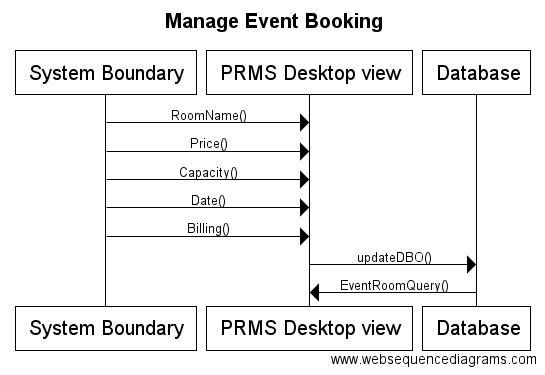 Manage Event Booking
System Boundary
PRMS Desktop view
Database
RoomName()
Price()
Capacity()
Date()
Billing()
updateDBO()
EventRoomQuery()
System Boundary
PRMS Desktop view
Database
www.websequencediagrams.com